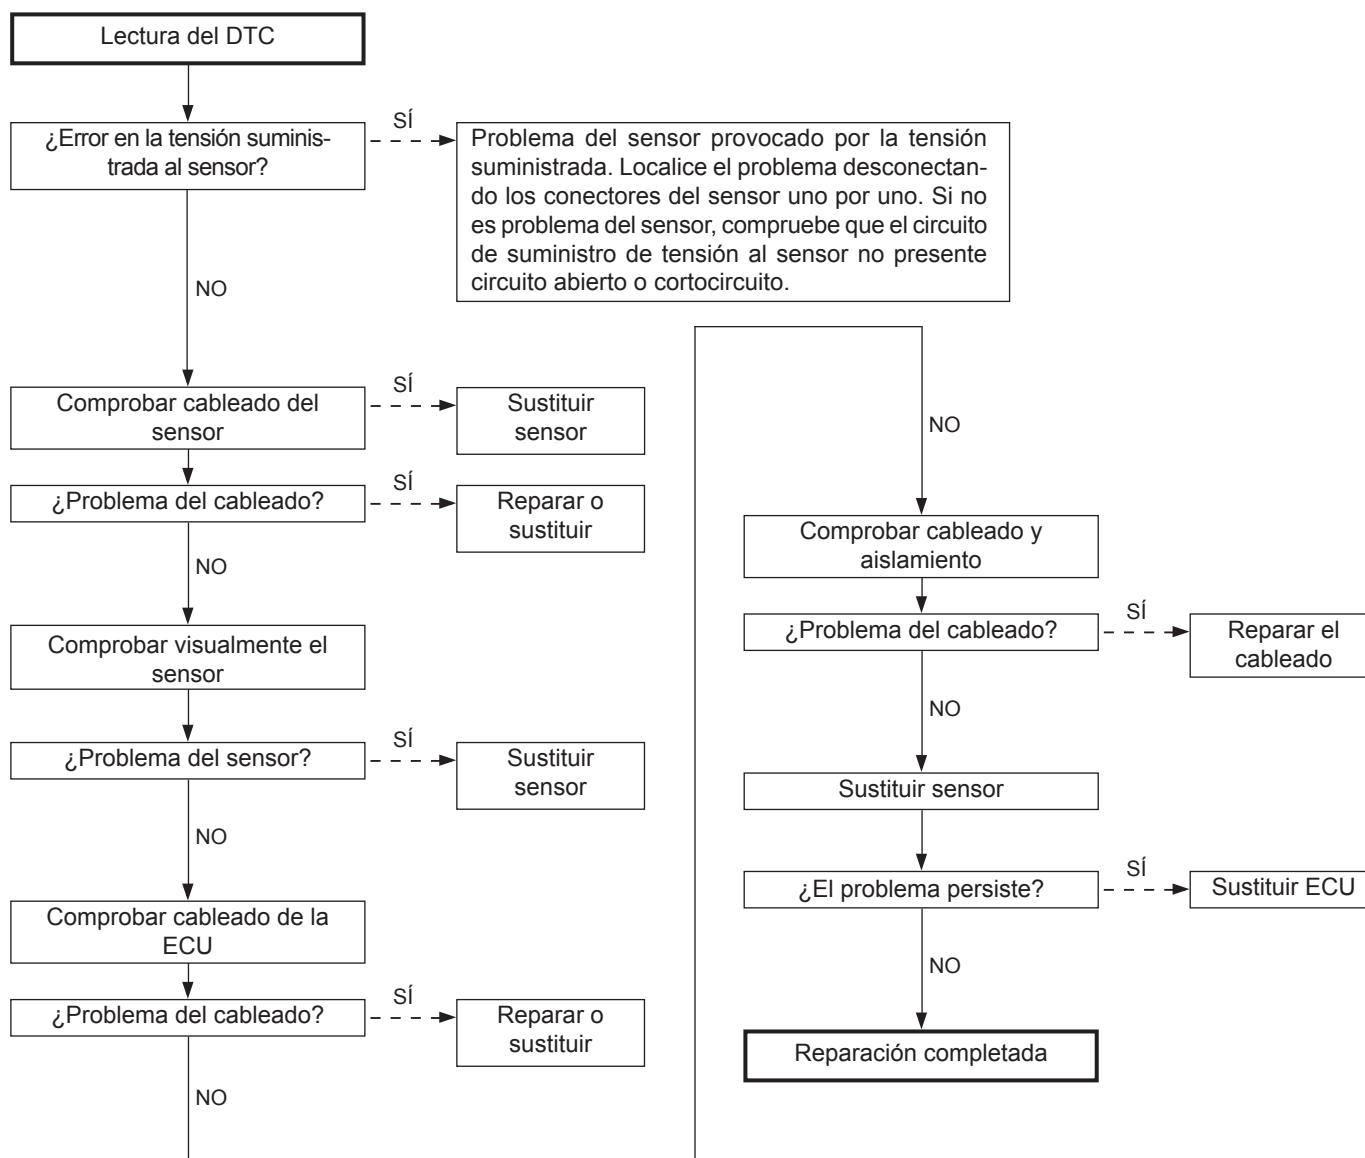 Lectura del DTC
¿Error en la tensión suminis-
trada al sensor?
SÍ
Problema del sensor provocado por la tensión
suministrada. Localice el problema desconectan-
do los conectores del sensor uno por uno. Si no
es problema del sensor, compruebe que el circuito
de suministro de tensión al sensor no presente
circuito abierto o cortocircuito.
NO
Comprobar cableado del
sensor
SÍ
Sustituir
sensor
¿Problema del cableado?
SÍ
Reparar o
sustituir
NO
Comprobar visualmente el
sensor
¿Problema del sensor?
SÍ
Sustituir
sensor
NO
Comprobar cableado de la
ECU
¿Problema del cableado?
SÍ
Reparar o
sustituir
NO
NO
Comprobar cableado y
aislamiento
¿Problema del cableado?
SÍ
Reparar el
cableado
NO
Sustituir sensor
¿El problema persiste?
SÍ
Sustituir ECU
NO
Reparación completada